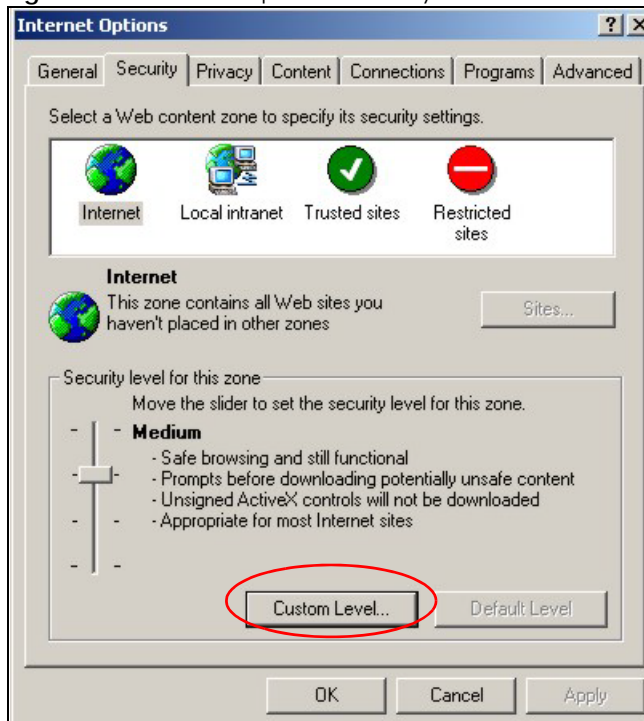 Internet Options
General Security Privacy Content Connections Programs Advanced
Select a Web content zone to specify its security settings.
Internet Local intranet Trusted sites Restricted sites
Internet
This zone contains all Web sites you
haven't placed in other zones
Sites...
Security level for this zone
Move the slider to set the security level for this zone.
Medium
- Safe browsing and still functional
- Prompts before downloading potentially unsafe content
- Unsigned ActiveX controls will not be downloaded
- Appropriate for most Internet sites
Custom Level... Default Level
OK Cancel Apply